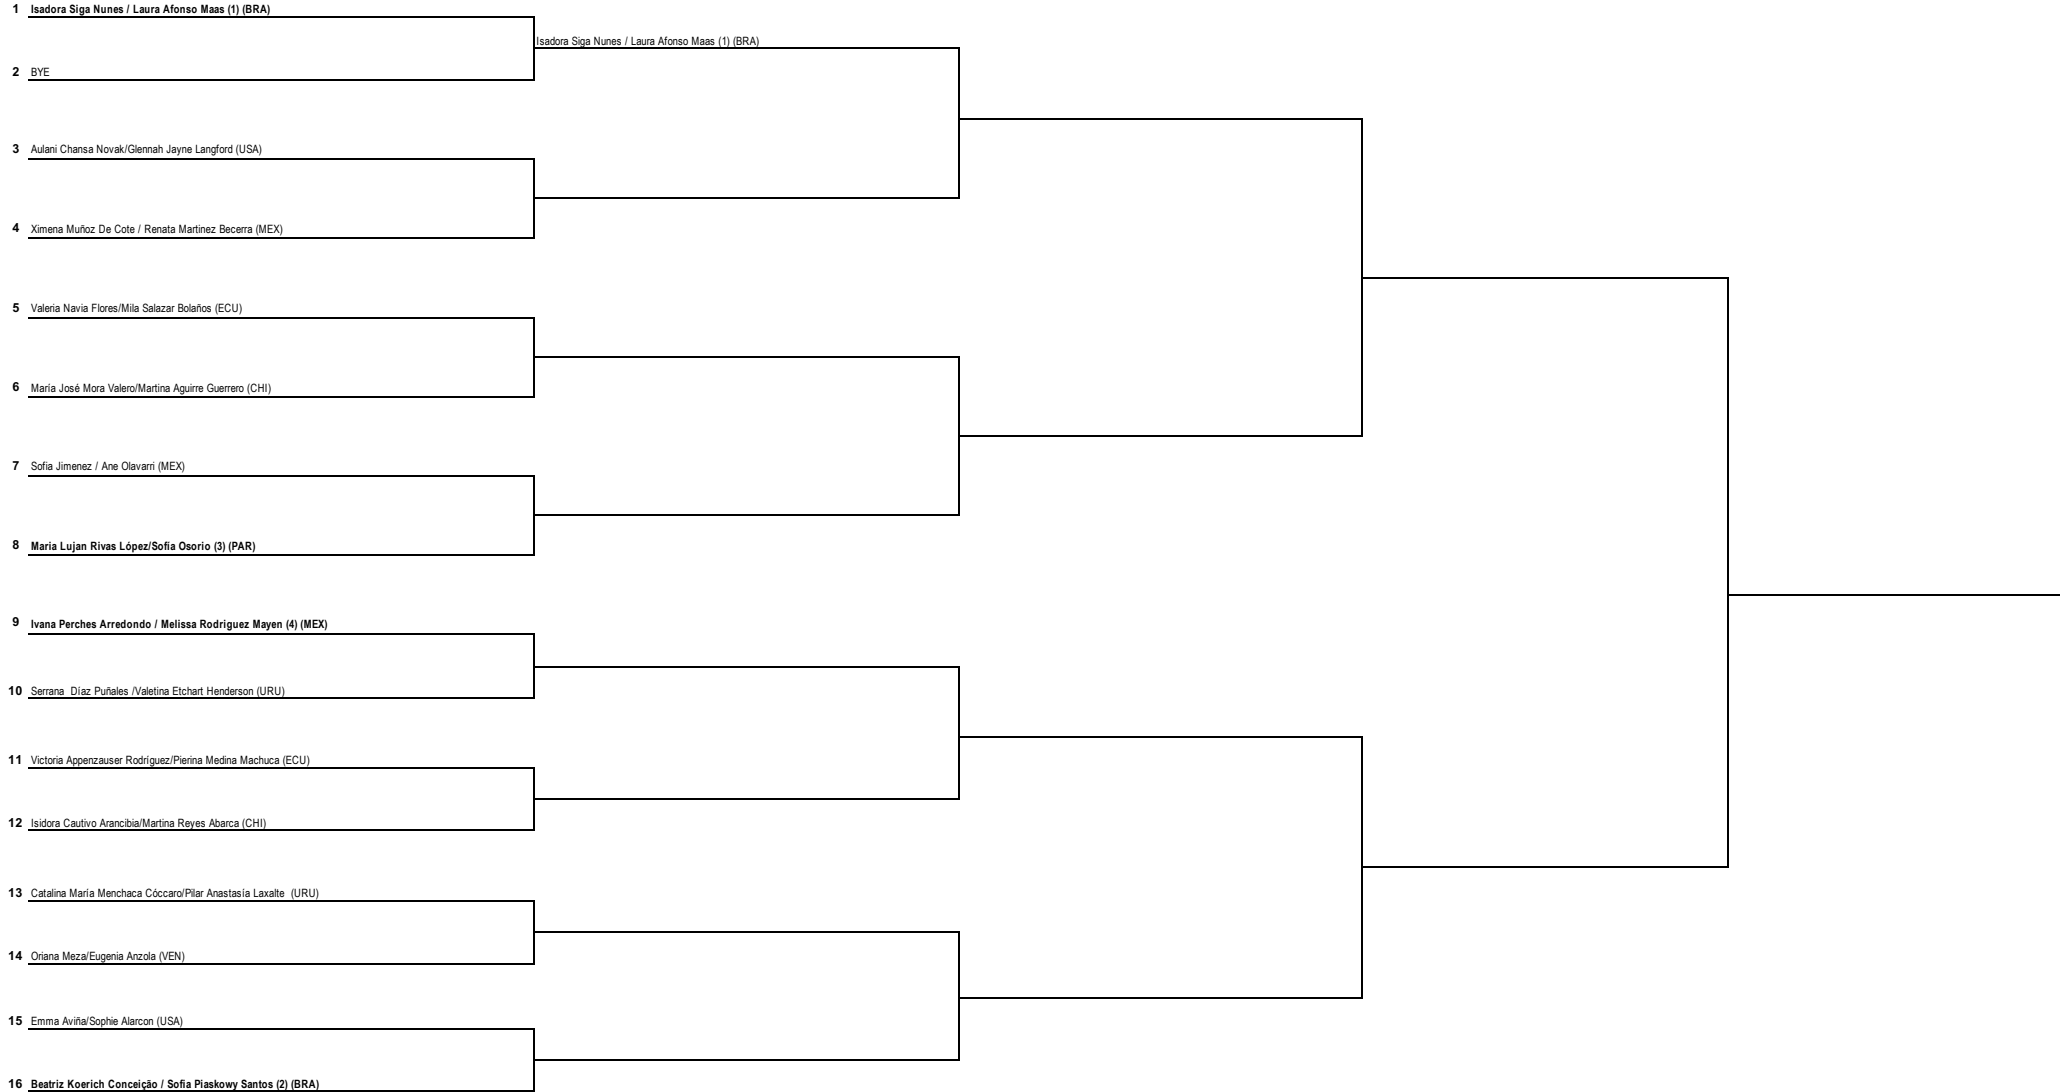 1 Isadora Siga Nunes / Laura Afonso Maas (1) (BRA)
Isadora Siga Nunes / Laura Afonso Maas (1) (BRA)
2 BYE
3 Aulani Chansa Novak/Glennah Jayne Langford (USA)
4 Ximena Muñoz De Cote / Renata Martinez Becerra (MEX)
5 Valeria Navia Flores/Mila Salazar Bolaños (ECU)
6 María José Mora Valero/Martina Aguirre Guerrero (CHI)
7 Sofia Jimenez / Ane Olavarri (MEX)
8 Maria Lujan Rivas López/Sofía Osorio (3) (PAR)
9 Ivana Perches Arredondo / Melissa Rodriguez Mayen (4) (MEX)
10 Serrana  Díaz Puñales /Valetina Etchart Henderson (URU)
11 Victoria Appenzauser Rodríguez/Pierina Medina Machuca (ECU)
12 Isidora Cautivo Arancibia/Martina Reyes Abarca (CHI)
13 Catalina María Menchaca Cóccaro/Pilar Anastasía Laxalte  (URU)
14 Oriana Meza/Eugenia Anzola (VEN)
15 Emma Aviña/Sophie Alarcon (USA)
16 Beatriz Koerich Conceição / Sofia Piaskowy Santos (2) (BRA)